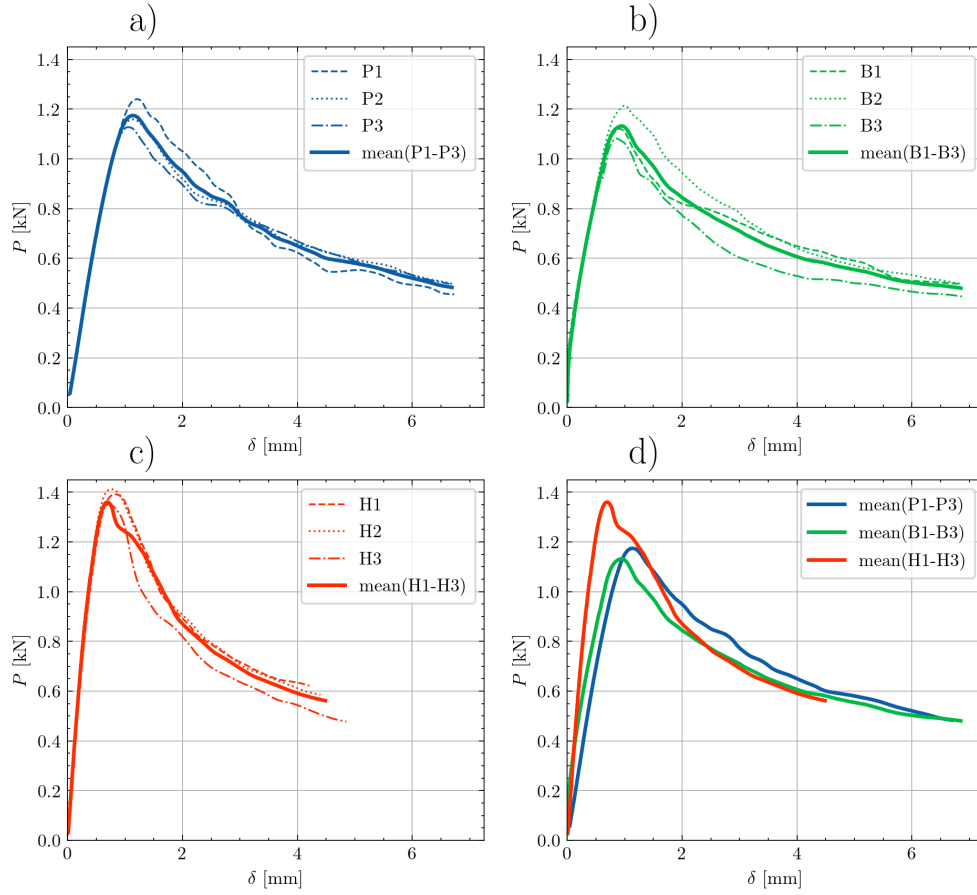 a)
1.4
1.2
1.0
0.8
0.6
0.4
0.2
0.0
P [kN]
0 2 4 6
δ [mm]
P1
P2
P3
mean(P1-P3)
b)
1.4
1.2
1.0
0.8
0.6
0.4
0.2
0.0
P [kN]
0 2 4 6
δ [mm]
B1
B2
B3
mean(B1-B3)
c)
1.4
1.2
1.0
0.8
0.6
0.4
0.2
0.0
P [kN]
0 2 4 6
δ [mm]
H1
H2
H3
mean(H1-H3)
d)
1.4
1.2
1.0
0.8
0.6
0.4
0.2
0.0
P [kN]
0 2 4 6
δ [mm]
mean(P1-P3)
mean(B1-B3)
mean(H1-H3)